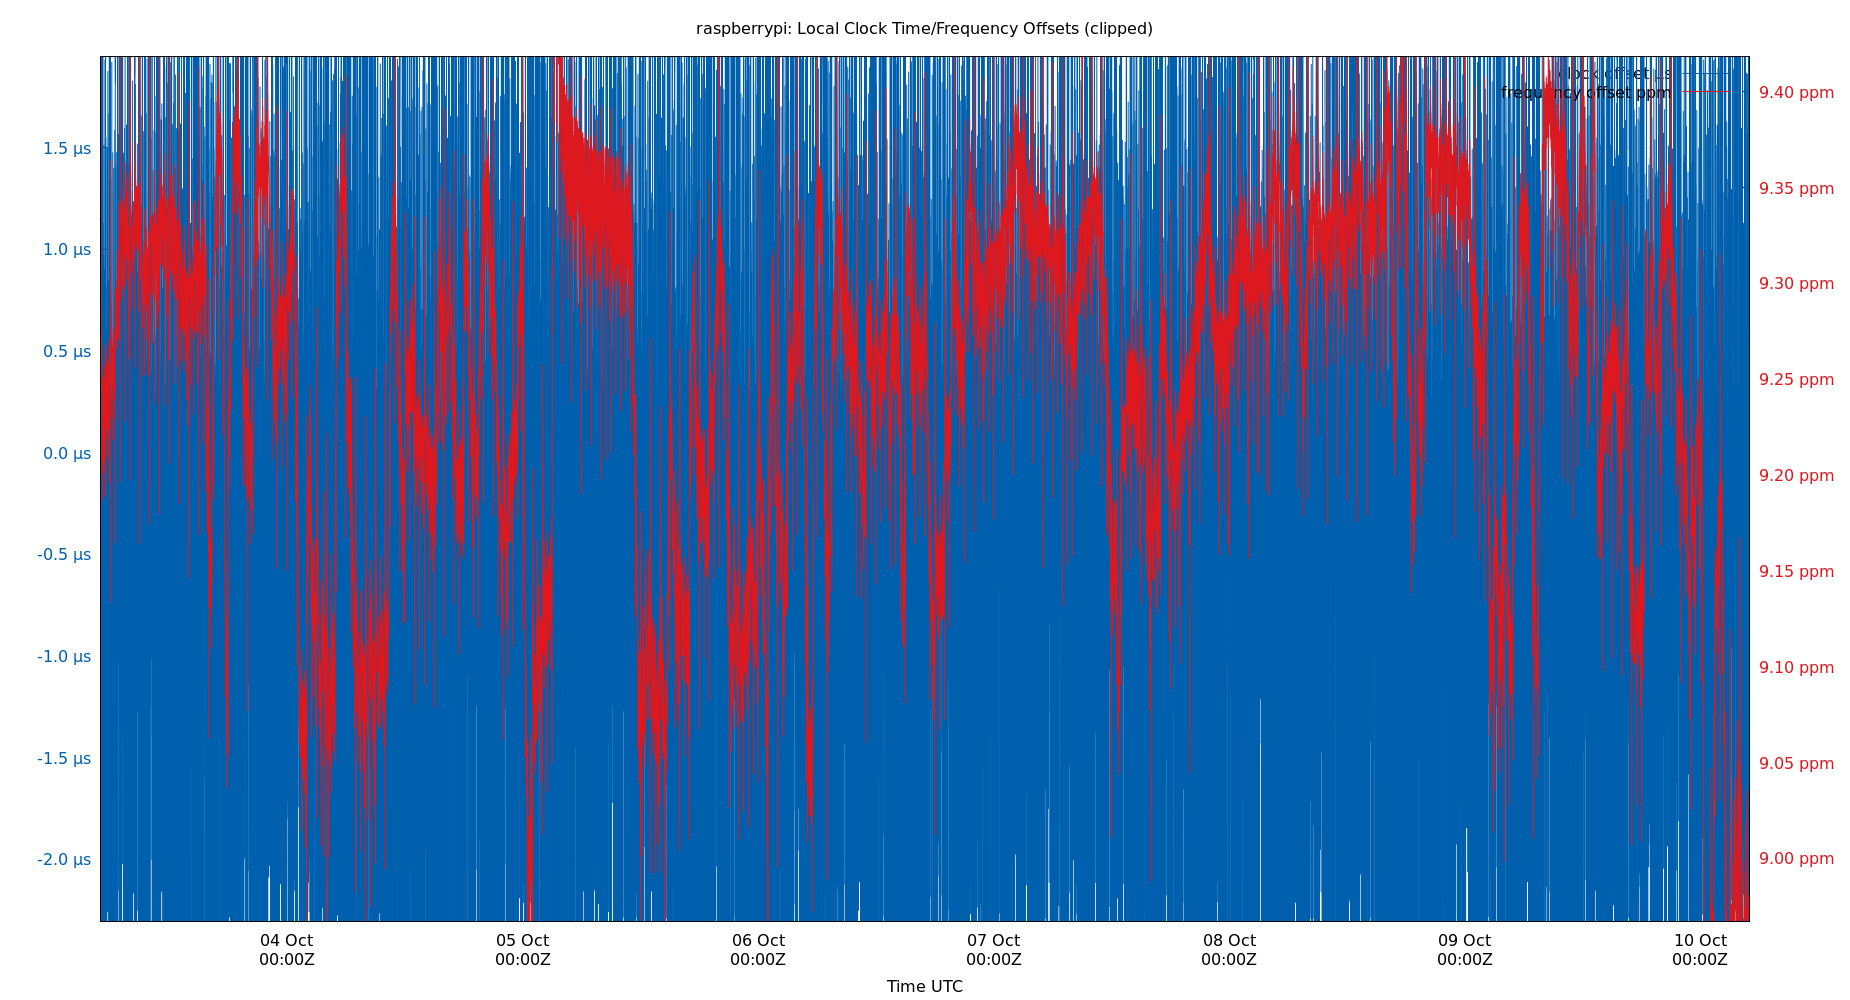 raspberrypi: Local Clock Time/Frequency Offsets (clipped)
clock offset µs
frequency offset ppm
1.5 µs
1.0 µs
0.5 µs
0.0 µs
-0.5 µs
-1.0 µs
-1.5 µs
-2.0 µs
9.40 ppm
9.35 ppm
9.30 ppm
9.25 ppm
9.20 ppm
9.15 ppm
9.10 ppm
9.05 ppm
9.00 ppm
04 Oct
00:00Z
05 Oct
00:00Z
06 Oct
00:00Z
07 Oct
00:00Z
08 Oct
00:00Z
09 Oct
00:00Z
10 Oct
00:00Z
Time UTC